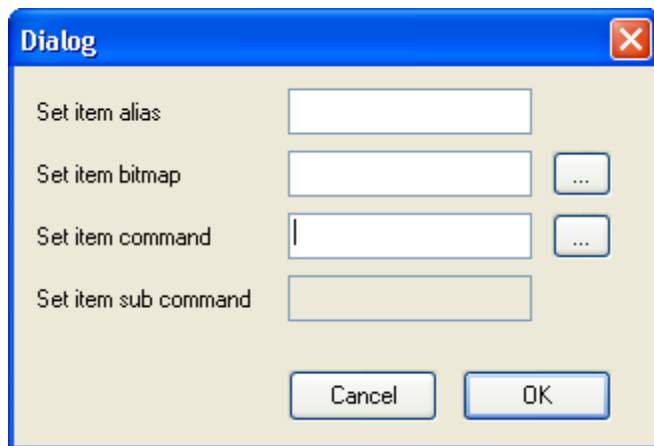 Dialog
Set item alias
Set item bitmap
...
Set item command
...
Set item sub command
Cancel
OK